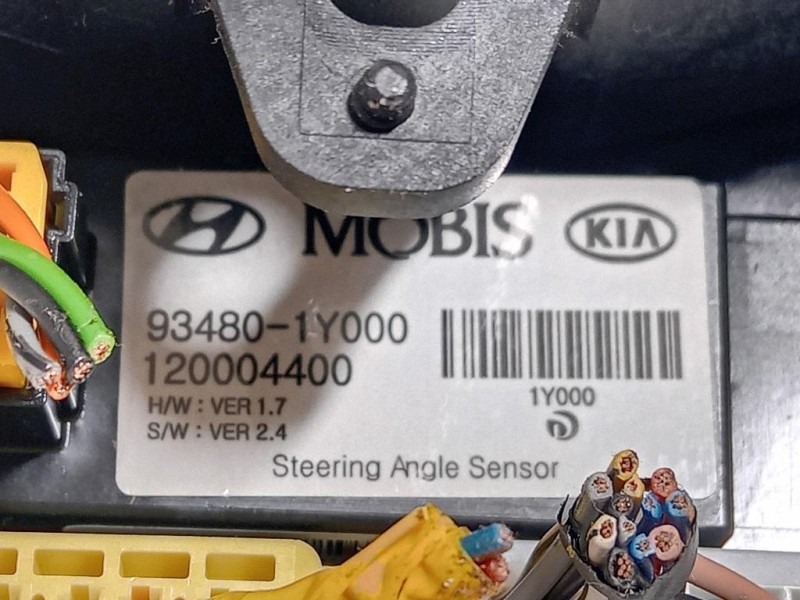 MOBIS KIA
93480-1Y000
120004400
H/W : VER 1.7
S/W : VER 2.4
1Y000
Steering Angle Sensor